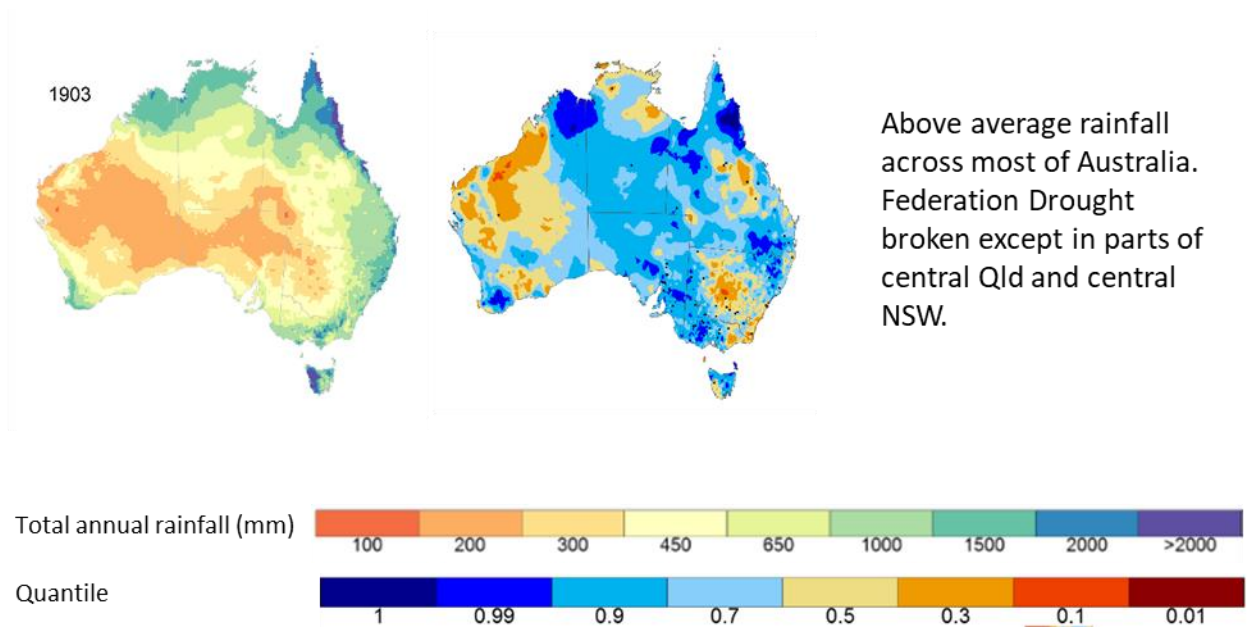 1903
Above average rainfall
across most of Australia.
Federation Drought
broken except in parts of
central Qld and central
NSW.
Total annual rainfall (mm)
100 200 300 450 650 1000 1500 2000 >2000
Quantile
1 0.99 0.9 0.7 0.5 0.3 0.1 0.01